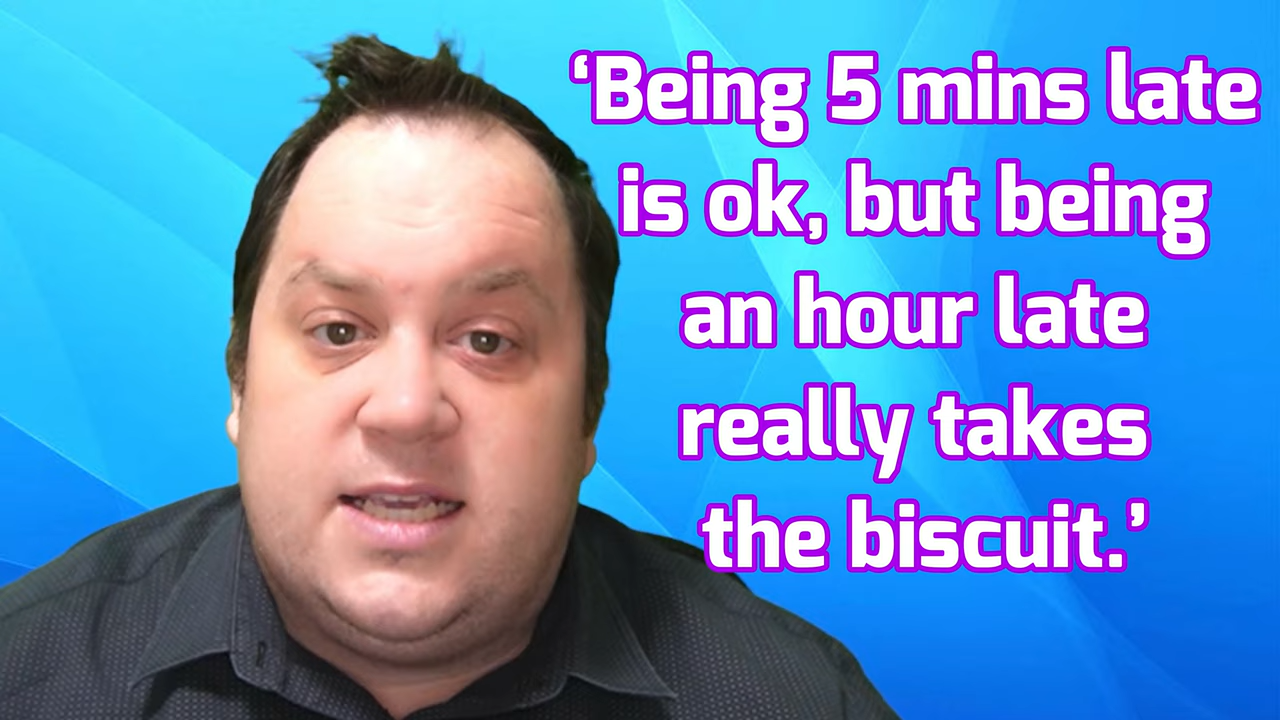 ‘Being 5 mins late
is ok, but being
an hour late
really takes
the biscuit.’